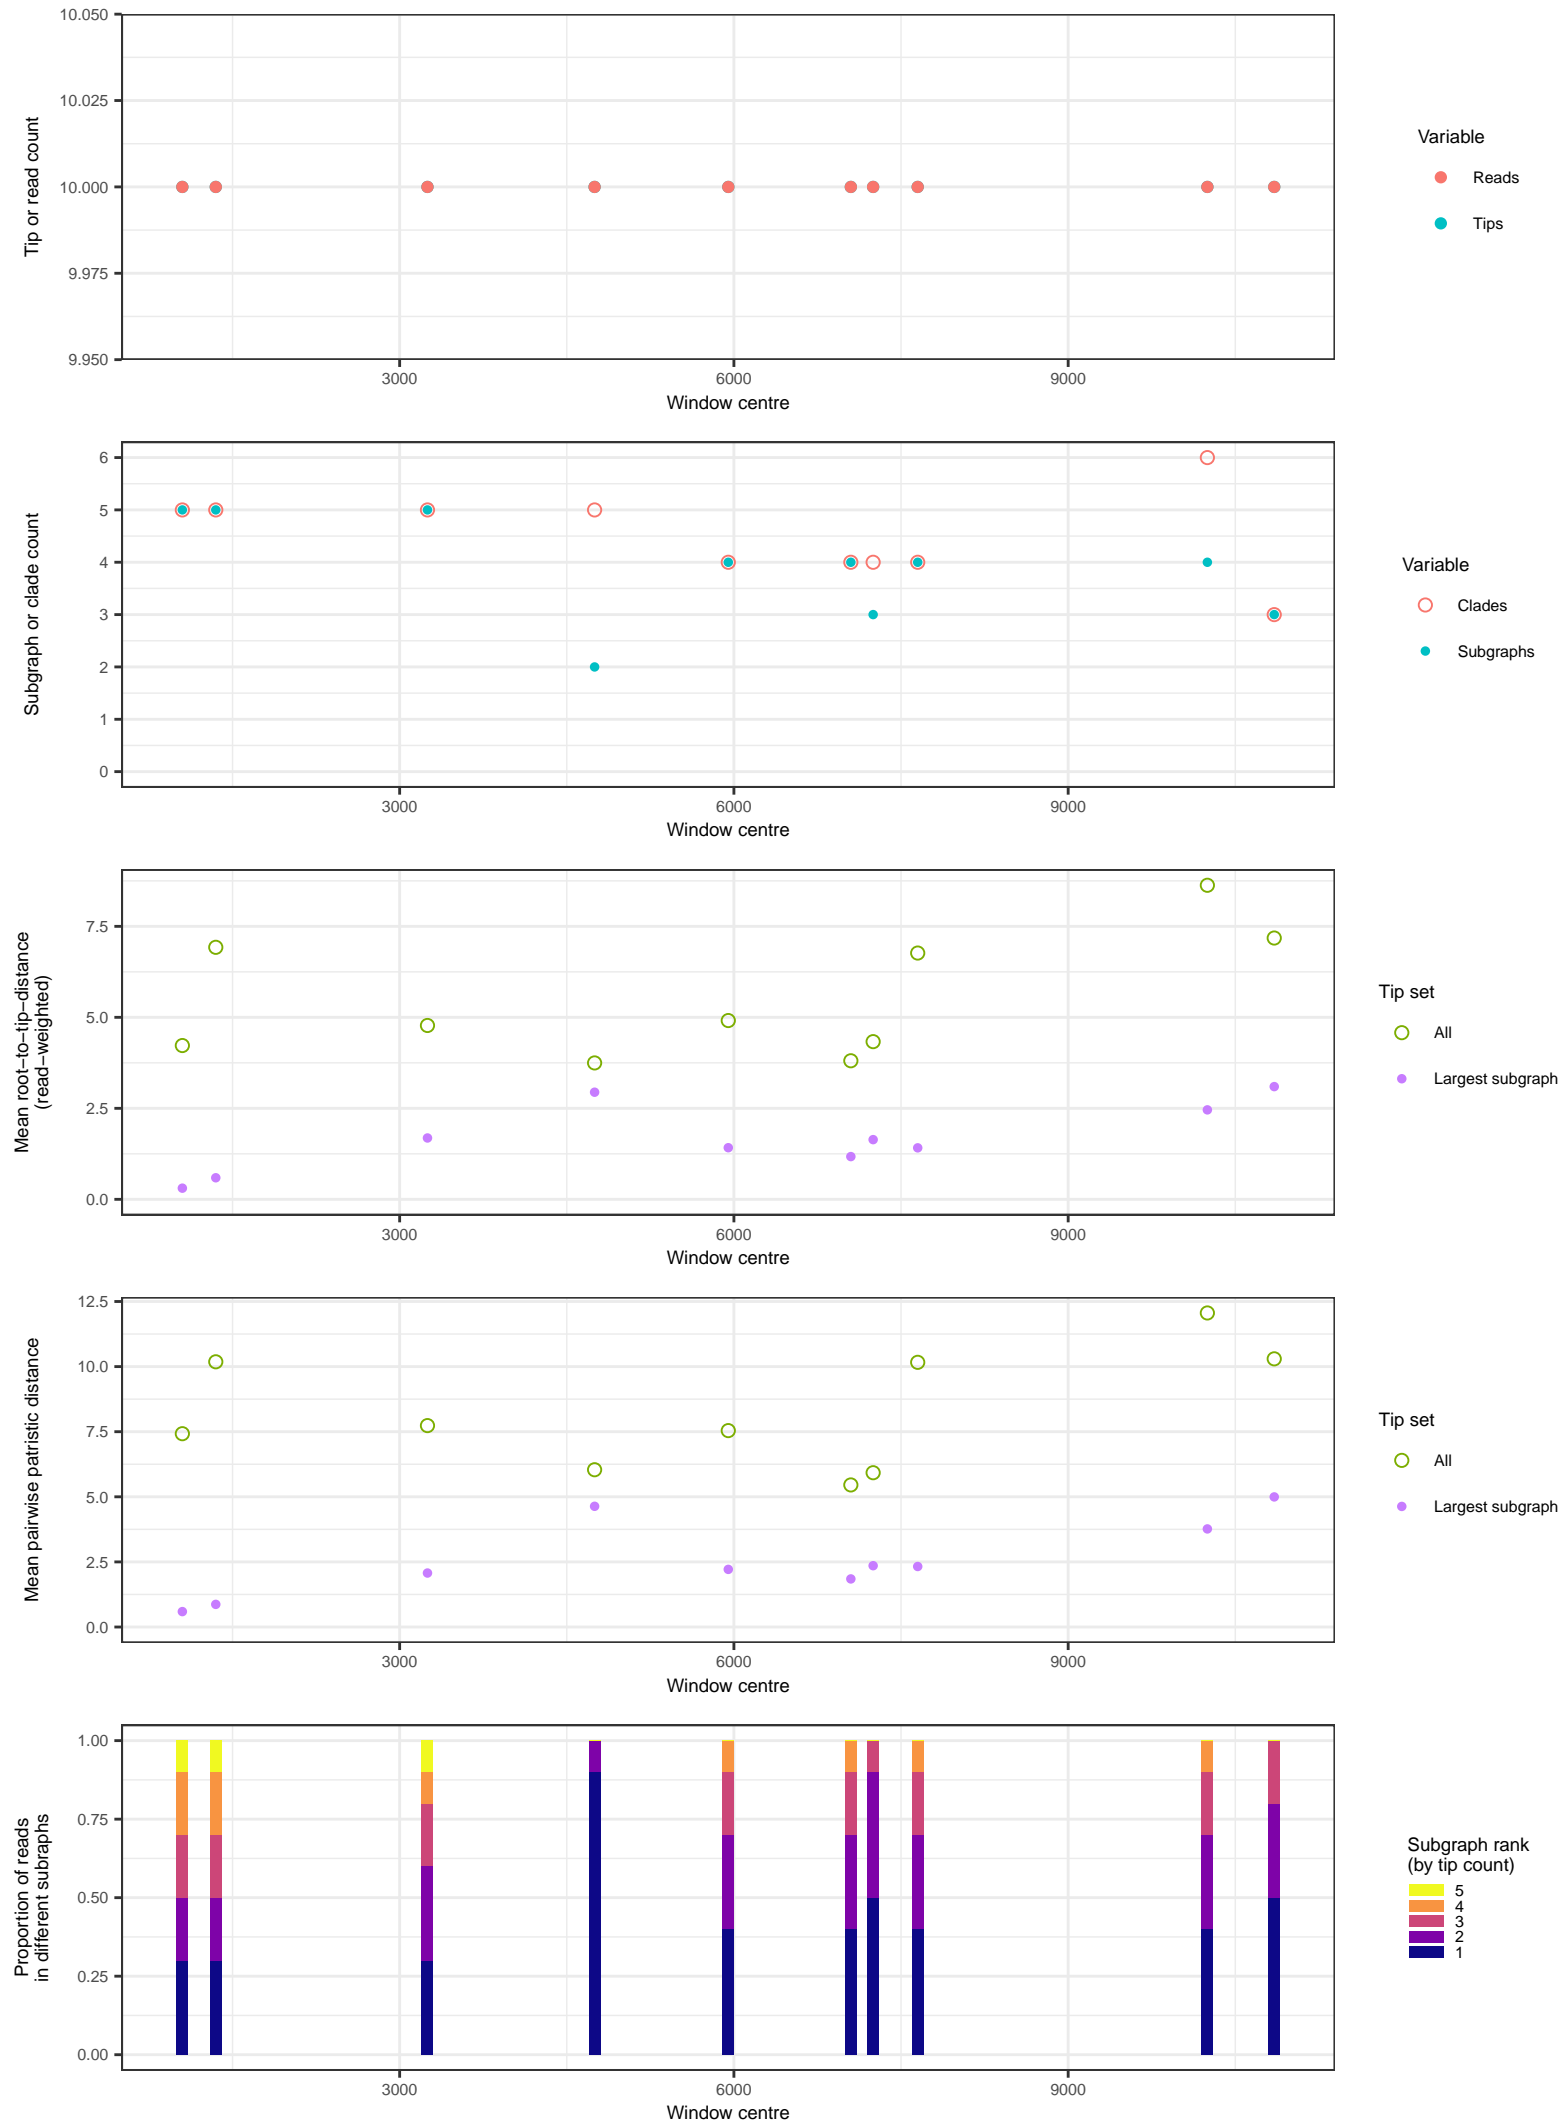 10.050
10.025
10.000
9.975
9.950
Tip or read count
3000 6000 9000
Window centre
Variable
Reads
Tips
6
5
4
3
2
1
0
Subgraph or clade count
3000 6000 9000
Window centre
Variable
Clades
Subgraphs
7.5
5.0
2.5
0.0
Mean root−to−tip−distance
(read−weighted)
3000 6000 9000
Window centre
Tip set
All
Largest subgraph
12.5
10.0
7.5
5.0
2.5
0.0
Mean pairwise patristic distance
3000 6000 9000
Window centre
Tip set
All
Largest subgraph
1.00
0.75
0.50
0.25
0.00
Proportion of reads
in different subraphs
3000 6000 9000
Window centre
Subgraph rank
(by tip count)
5
4
3
2
1